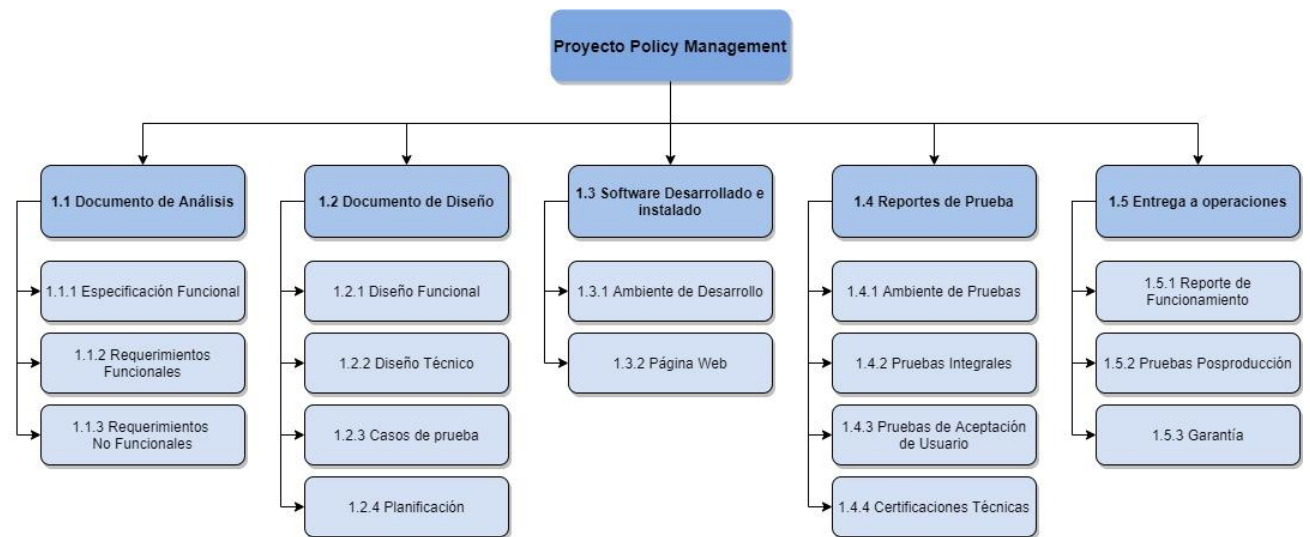 Proyecto Policy Management
1.1 Documento de Análisis
1.1.1 Especificación Funcional
1.1.2 Requerimientos
Funcionales
1.1.3 Requerimientos
No Funcionales
1.2 Documento de Diseño
1.2.1 Diseño Funcional
1.2.2 Diseño Técnico
1.2.3 Casos de prueba
1.2.4 Planificación
1.3 Software Desarrollado e
instalado
1.3.1 Ambiente de Desarrollo
1.3.2 Página Web
1.4 Reportes de Prueba
1.4.1 Ambiente de Pruebas
1.4.2 Pruebas Integrales
1.4.3 Pruebas de Aceptación
de Usuario
1.4.4 Certificaciones Técnicas
1.5 Entrega a operaciones
1.5.1 Reporte de
Funcionamiento
1.5.2 Pruebas Posproducción
1.5.3 Garantía